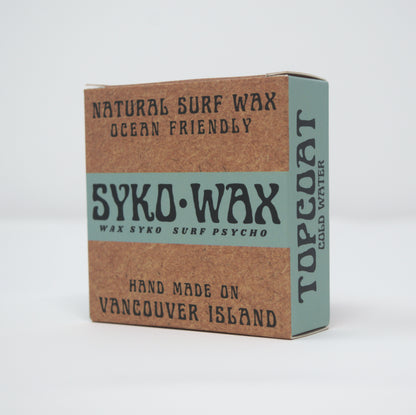 NATURAL SURF WAX
OCEAN FRIENDLY
SYKO·WAX
WAX SYKO SURF PSYCHO
HAND MADE ON
VANCOUVER ISLAND
TOPCOAT
COLD WATER